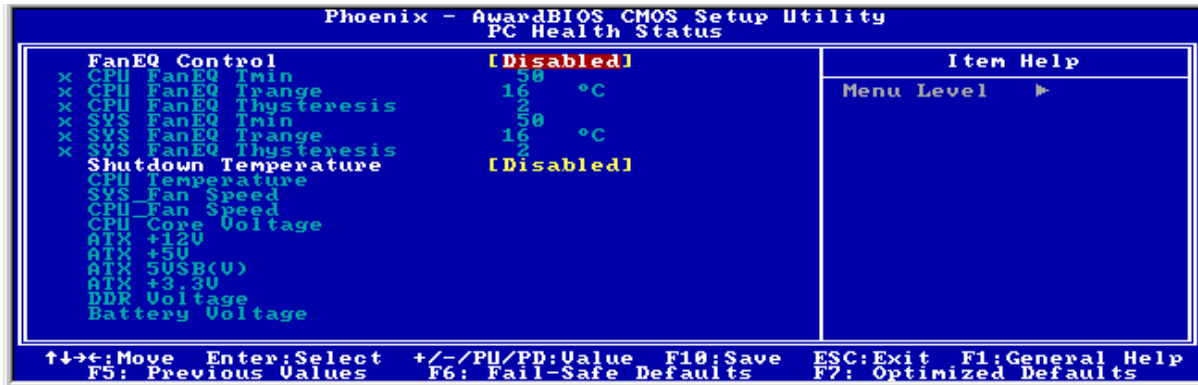 Phoenix - AwardBIOS CMOS Setup Utility
PC Health Status
FanEQ Control [Disabled]
x CPU FanEQ Tmin 50
x CPU FanEQ Trange 16 °C
x CPU FanEQ Thysteresis 2
x SYS FanEQ Tmin 50
x SYS FanEQ Trange 16 °C
x SYS FanEQ Thysteresis 2
Shutdown Temperature [Disabled]
CPU Temperature
SYS_Fan Speed
CPU_Fan Speed
CPU Core Voltage
ATX +12V
ATX +5V
ATX 5VSB(V)
ATX +3.3V
DDR Voltage
Battery Voltage
Item Help
Menu Level ►
↑↓→←:Move Enter:Select +/-/PU/PD:Value F10:Save ESC:Exit F1:General Help
F5: Previous Values F6: Fail-Safe Defaults F7: Optimized Defaults